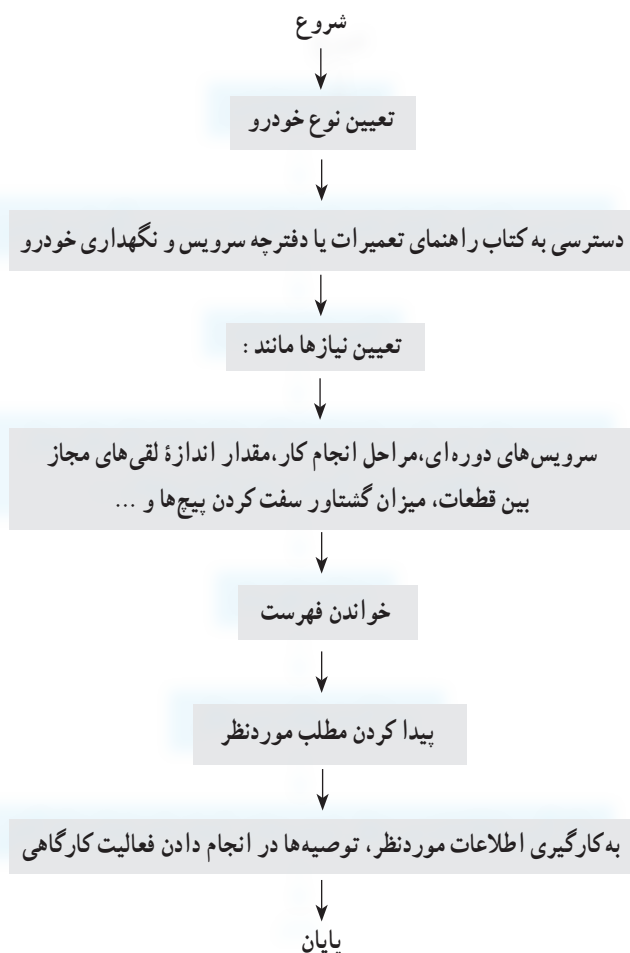 شروع
تعیین نوع خودرو
دسترسی به کتاب راهنمای تعمیرات یا دفترچه سرویس و نگهداری خودرو
تعیین نیازها مانند :
سرویس‌های دوره‌ای،مراحل انجام کار،مقدار اندازهٔ لقی‌های مجاز
بین قطعات، میزان گشتاور سفت کردن پیچ‌ها و ...
خواندن فهرست
پیدا کردن مطلب موردنظر
به‌کارگیری اطلاعات موردنظر، توصیه‌ها در انجام دادن فعالیت کارگاهی
پایان